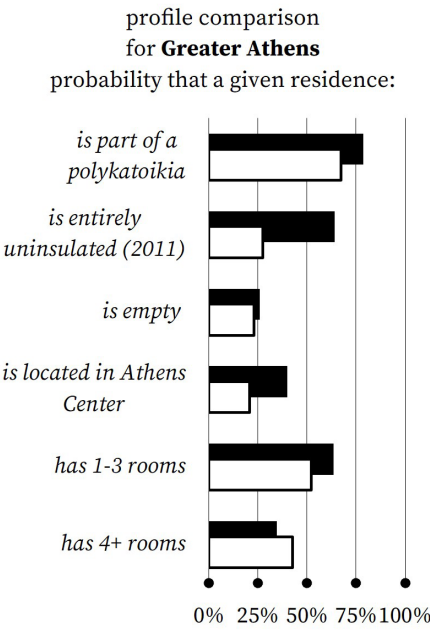 profile comparison
for Greater Athens
probability that a given residence:
is part of a
polykatoikia
is entirely
uninsulated (2011)
is empty
is located in Athens
Center
has 1-3 rooms
has 4+ rooms
0% 25% 50% 75% 100%